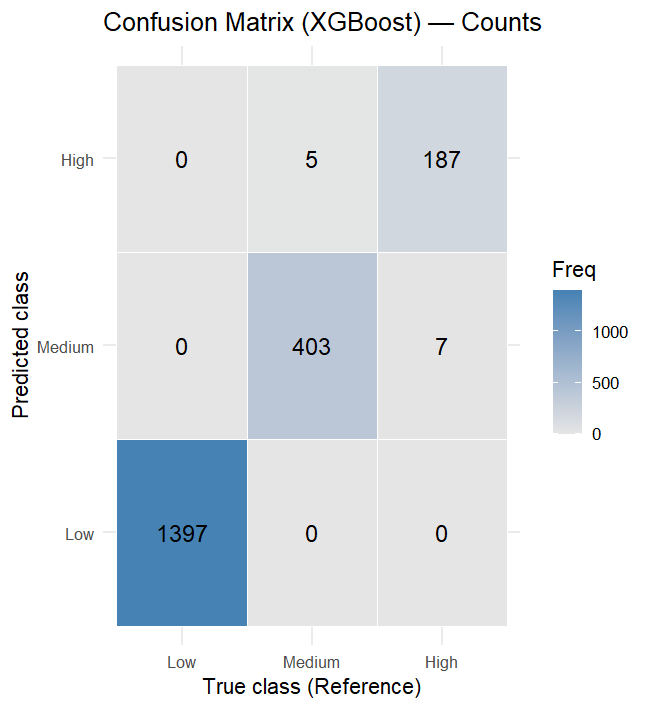 Confusion Matrix (XGBoost) — Counts
High
0
5
187
Medium
0
403
7
Low
1397
0
0
Low
Medium
High
True class (Reference)
Predicted class
Freq
1000
500
0